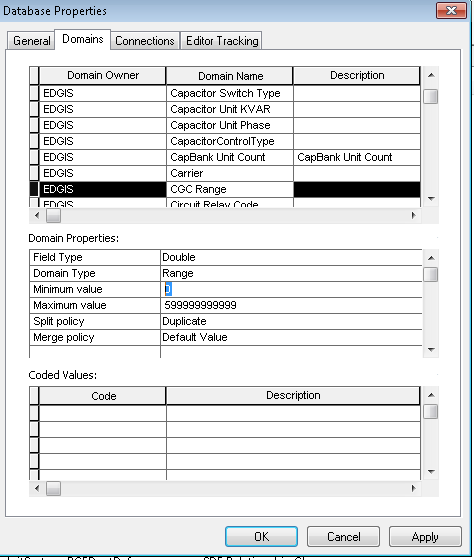 Database Properties
General Domains Connections Editor Tracking
Domain Owner Domain Name Description
EDGIS Capacitor Switch Type
EDGIS Capacitor Unit KVAR
EDGIS Capacitor Unit Phase
EDGIS CapacitorControlType
EDGIS CapBank Unit Count CapBank Unit Count
EDGIS Carrier
EDGIS CGC Range
EDGIS Circuit Relay Code
Domain Properties:
Field Type Double
Domain Type Range
Minimum value 0
Maximum value 599999999999
Split policy Duplicate
Merge policy Default Value
Coded Values:
Code Description
OK Cancel Apply